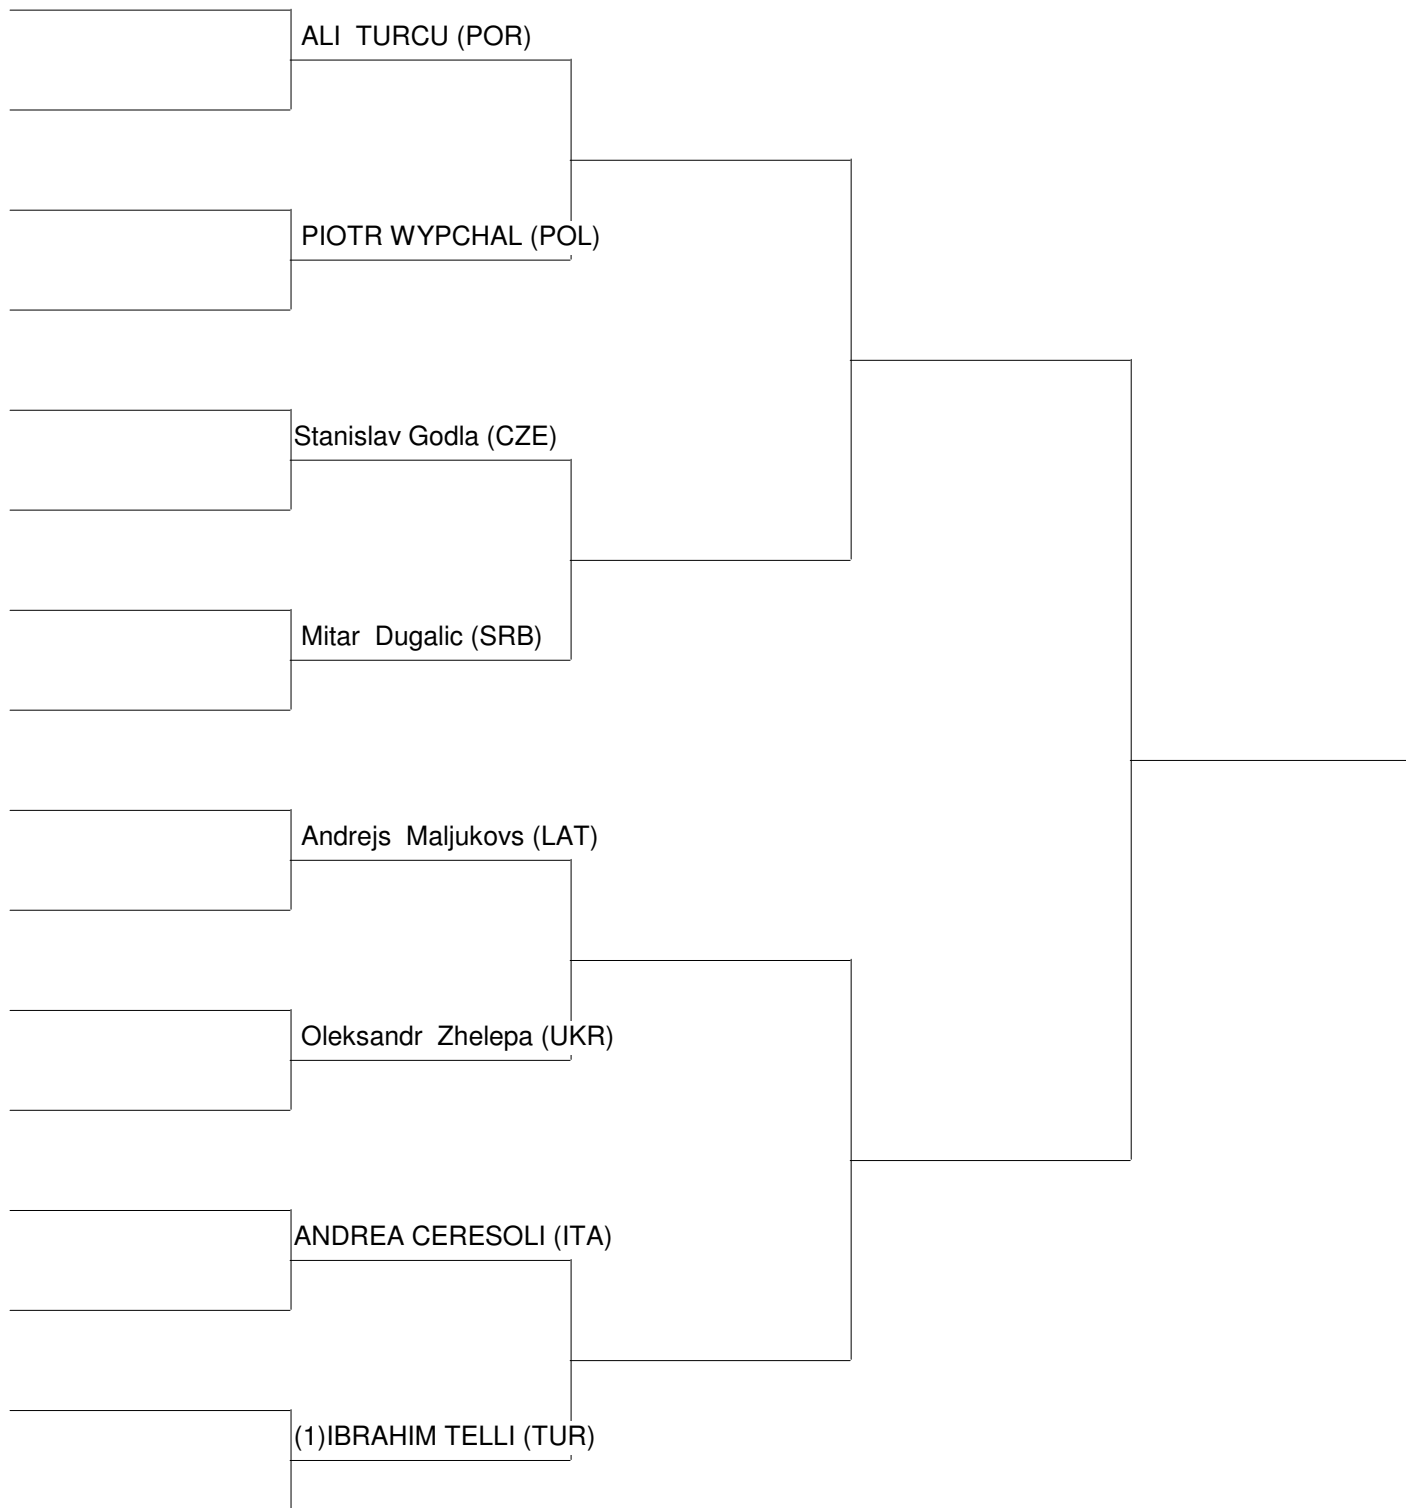 ALI  TURCU (POR)
PIOTR WYPCHAL (POL)
Stanislav Godla (CZE)
Mitar  Dugalic (SRB)
Andrejs  Maljukovs (LAT)
Oleksandr  Zhelepa (UKR)
ANDREA CERESOLI (ITA)
(1)IBRAHIM TELLI (TUR)